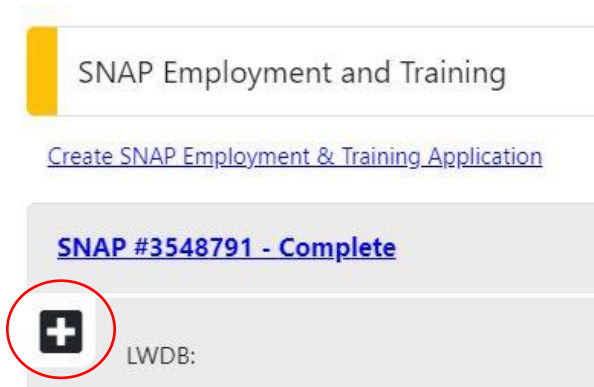 SNAP Employment and Training
Create SNAP Employment & Training Application
SNAP #3548791 - Complete
LWDB: